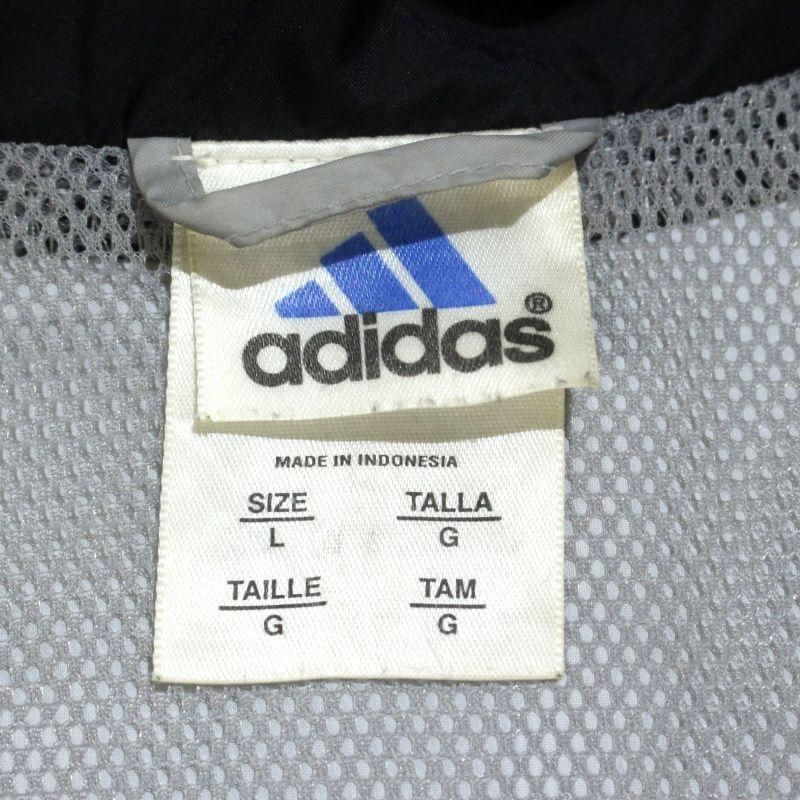 adidas®
MADE IN INDONESIA
SIZE TALLA
L G
TAILLE TAM
G G